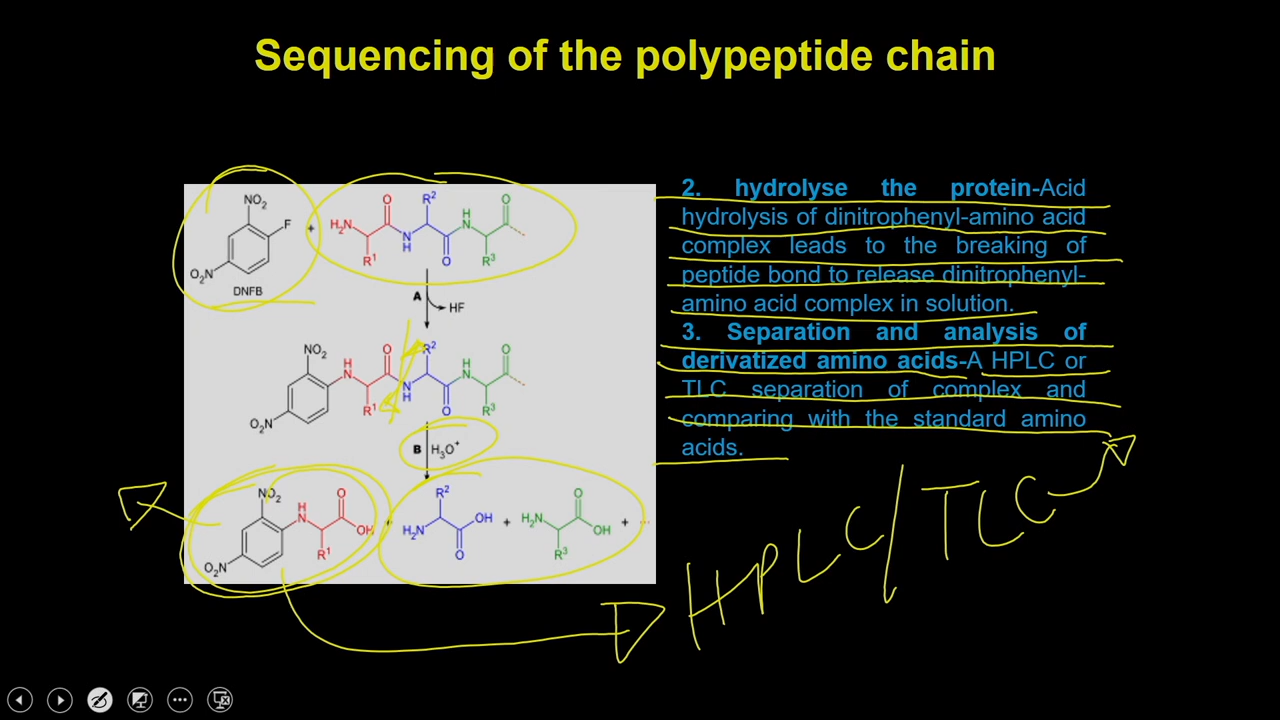 Sequencing of the polypeptide chain
NO₂
F
O₂N
DNFB
+
H₂N
O
R¹
N
H
R²
O
H
N
R³
O
A
HF
NO₂
O₂N
H
N
O
R¹
N
H
R²
O
H
N
R³
O
B H₃O⁺
NO₂
O₂N
H
N
O
OH
R¹
+
R²
H₂N
OH
O
+
H₂N
O
OH
R³
+ ...
2. hydrolyse the protein-Acid
hydrolysis of dinitrophenyl-amino acid
complex leads to the breaking of
peptide bond to release dinitrophenyl-
amino acid complex in solution.
3. Separation and analysis of
derivatized amino acids-A HPLC or
TLC separation of complex and
comparing with the standard amino
acids.
HPLC/TLC